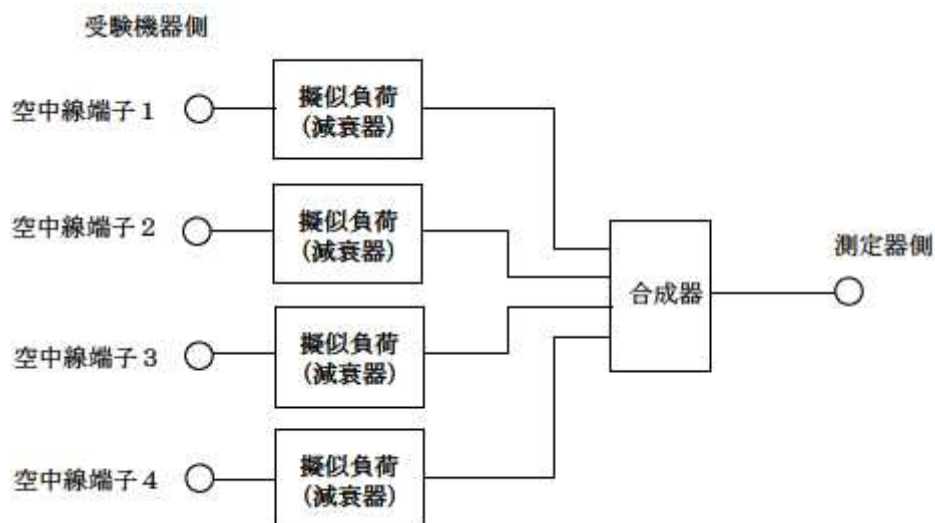 受験機器側
空中線端子1
擬似負荷
(減衰器)
空中線端子2
擬似負荷
(減衰器)
合成器
測定器側
空中線端子3
擬似負荷
(減衰器)
空中線端子4
擬似負荷
(減衰器)